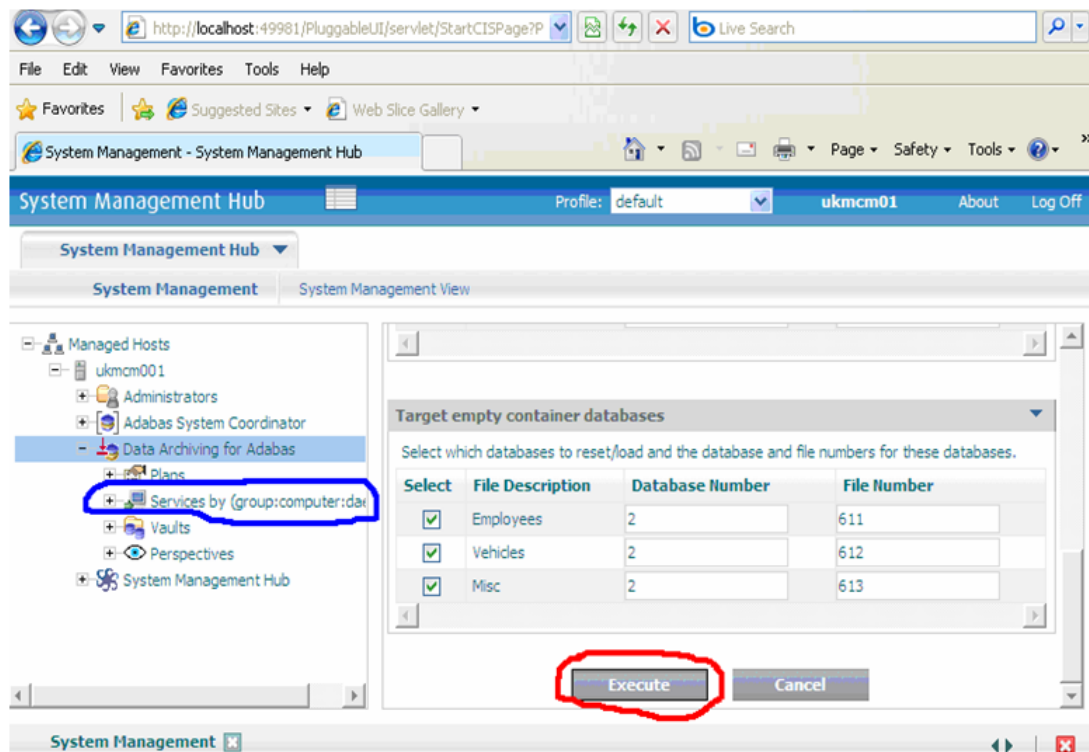 http://localhost:49981/PluggableUI/servlet/StartCISPage?P Live Search
File Edit View Favorites Tools Help
Favorites Suggested Sites Web Slice Gallery
System Management - System Management Hub Page Safety Tools »
System Management Hub Profile: default ukmcm01 About Log Off
System Management Hub
System Management System Management View
Managed Hosts
ukmcm001
Administrators
Adabas System Coordinator
Data Archiving for Adabas
Plans
Services by (group:computer:dae
Vaults
Perspectives
System Management Hub
Target empty container databases
Select which databases to reset/load and the database and file numbers for these databases.
Select File Description Database Number File Number
Employees 2 611
Vehicles 2 612
Misc 2 613
Execute Cancel
System Management